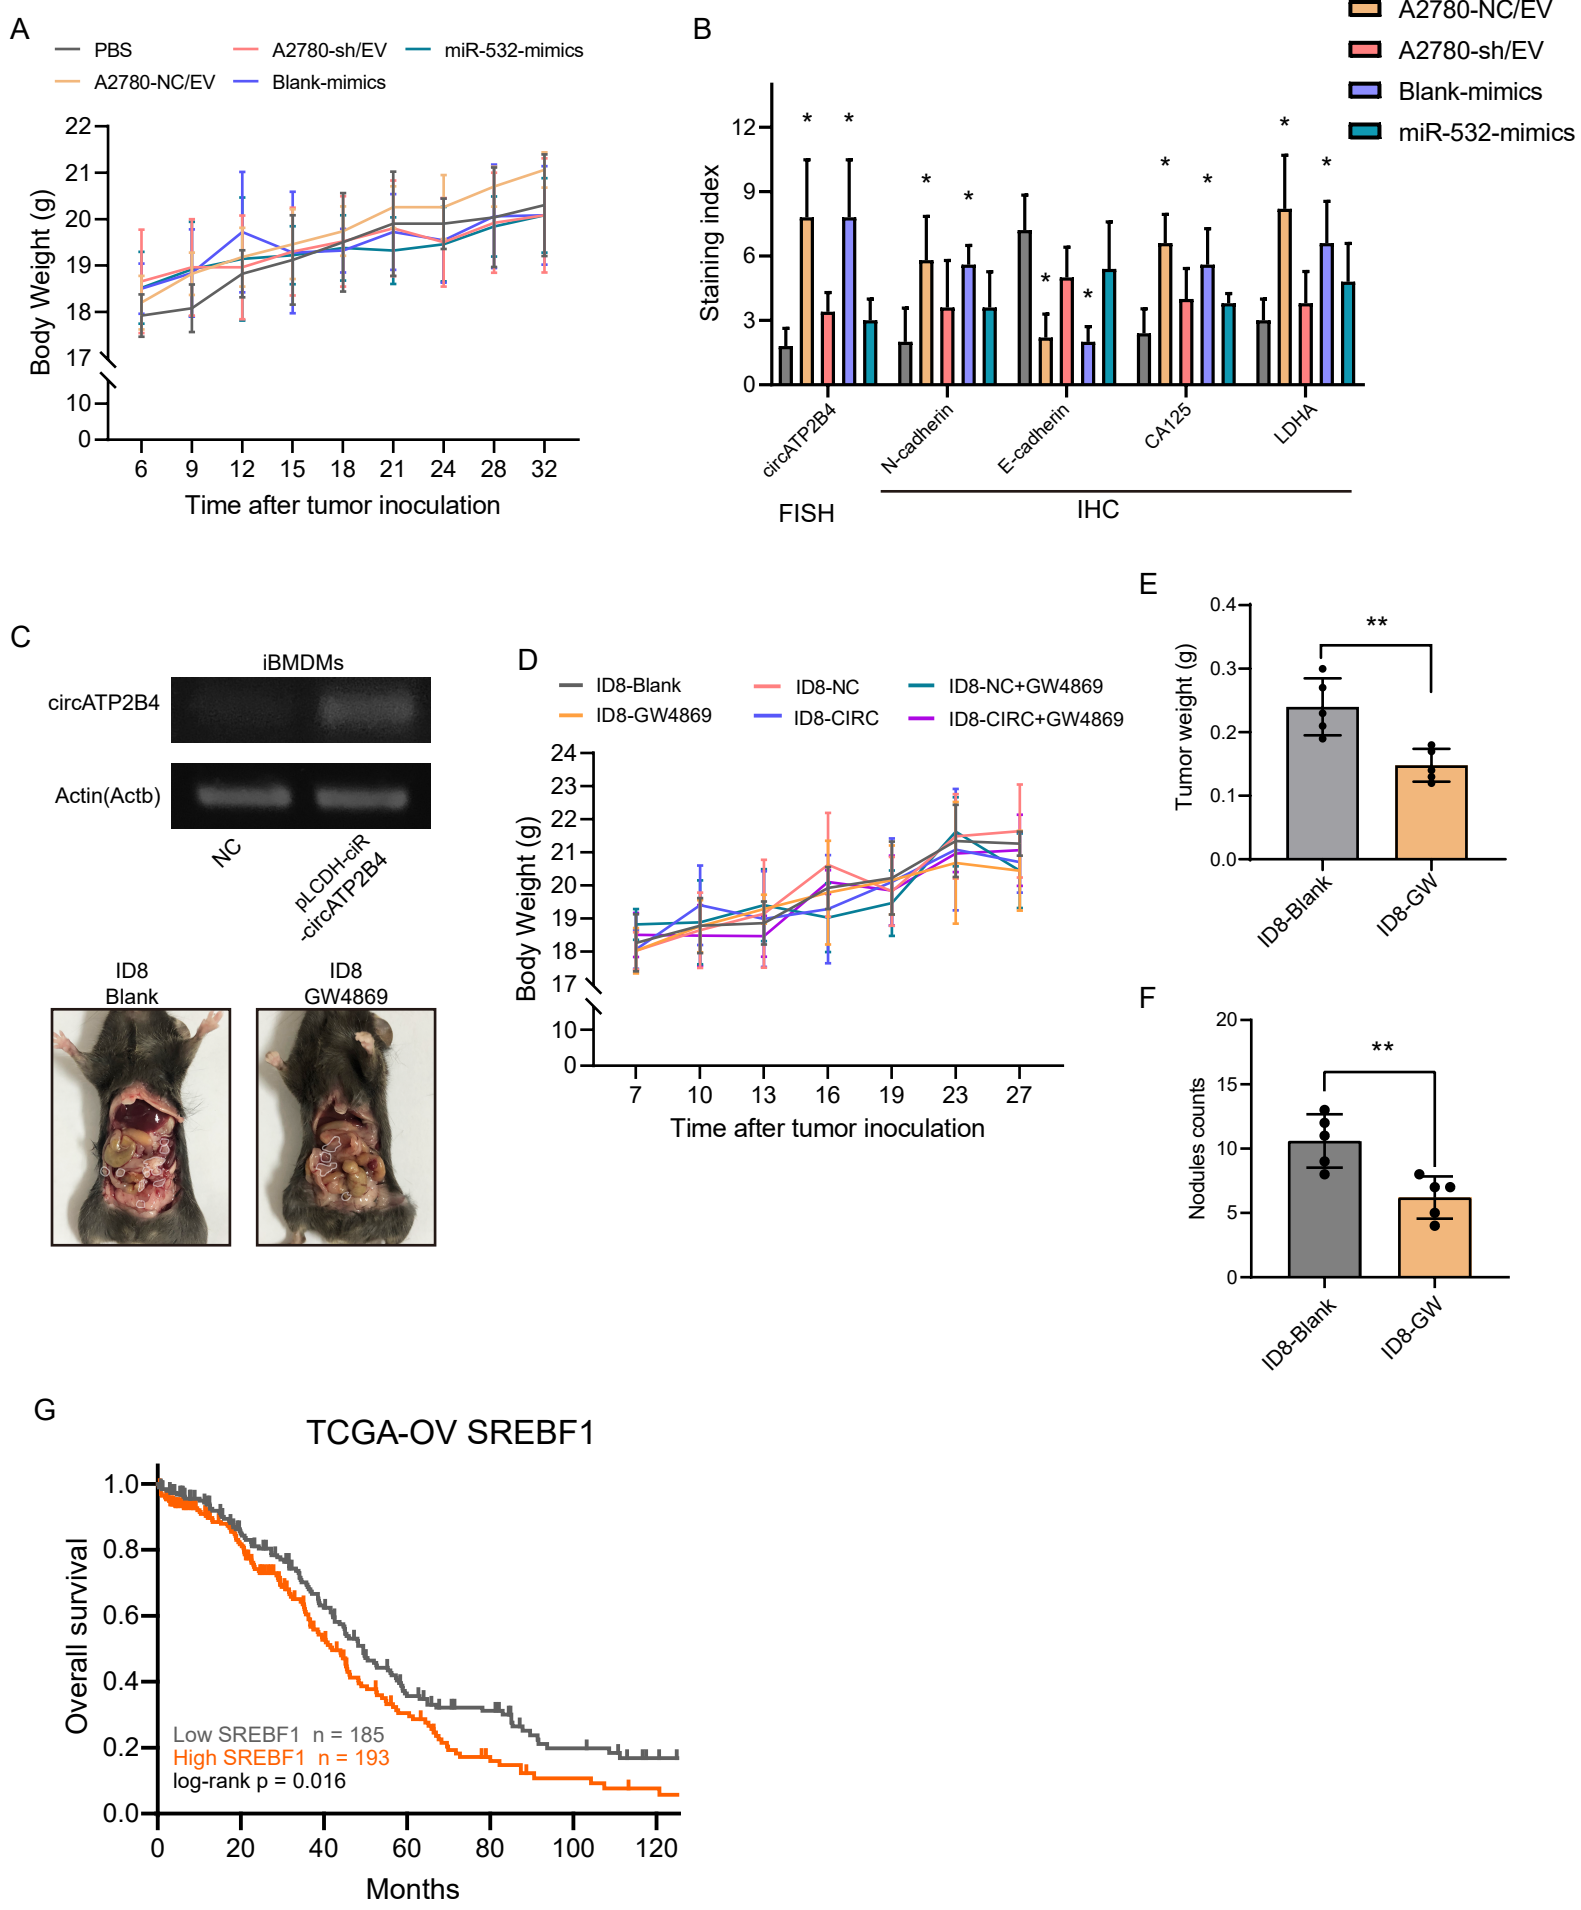 A
PBS
A2780-sh/EV
miR-532-mimics
A2780-NC/EV
Blank-mimics
Body Weight (g)
22
21
20
19
18
17
10
0
6 9 12 15 18 21 24 28 32
Time after tumor inoculation
B
A2780-NC/EV
A2780-sh/EV
Blank-mimics
miR-532-mimics
Staining index
12
9
6
3
0
* * * * * * * * * *
circATP2B4
N-cadherin
E-cadherin
CA125
LDHA
FISH
IHC
C
iBMDMs
circATP2B4
Actin(Actb)
NC
pLCDH-ciR
-circATP2B4
ID8
Blank
ID8
GW4869
D
ID8-Blank
ID8-NC
ID8-NC+GW4869
ID8-GW4869
ID8-CIRC
ID8-CIRC+GW4869
Body Weight (g)
24
23
22
21
20
19
18
17
10
0
7 10 13 16 19 23 27
Time after tumor inoculation
E
Tumor weight (g)
0.4
0.3
0.2
0.1
0.0
**
ID8-Blank
ID8-GW
F
Nodules counts
20
15
10
5
0
**
ID8-Blank
ID8-GW
G
TCGA-OV SREBF1
Overall survival
1.0
0.8
0.6
0.4
0.2
0.0
Low SREBF1 n = 185
High SREBF1 n = 193
log-rank p = 0.016
0 20 40 60 80 100 120
Months